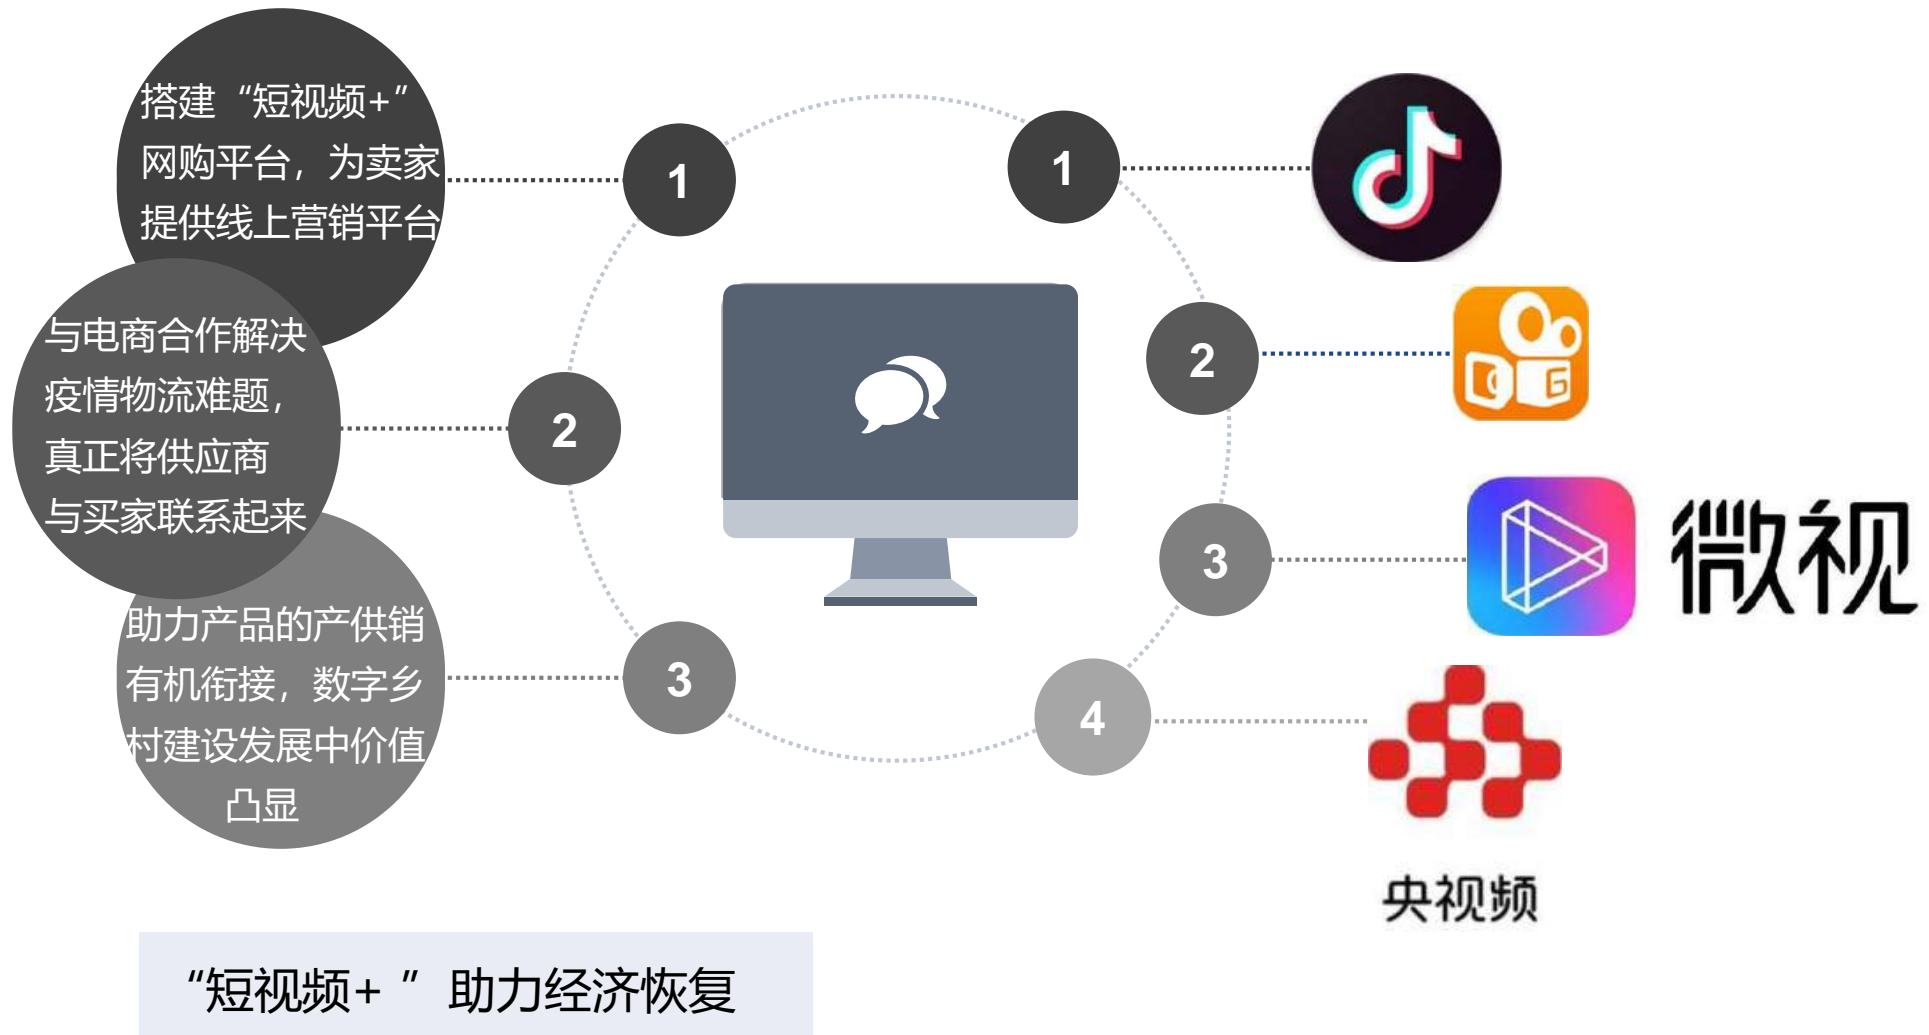 搭建“短视频+”
网购平台，为卖家
提供线上营销平台
1
与电商合作解决
疫情物流难题，
真正将供应商
与买家联系起来
2
助力产品的产供销
有机衔接，数字乡
村建设发展中价值
凸显
3
1
2
3
微视
4
央视频
“短视频+ ”助力经济恢复